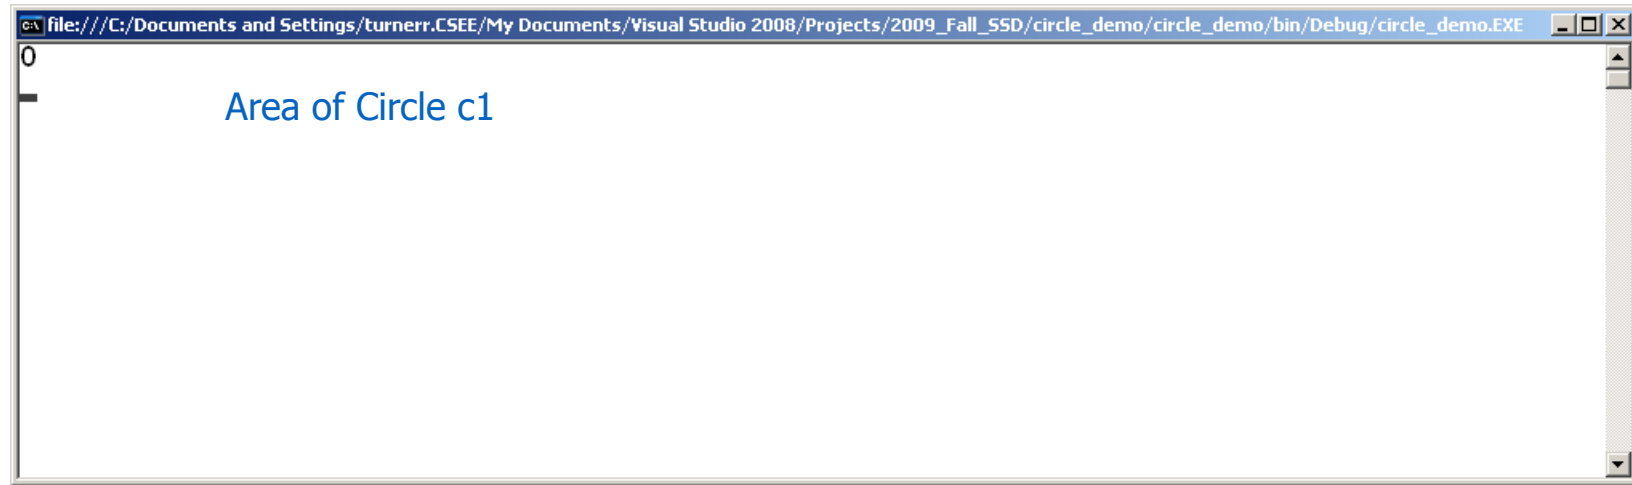 file:///C:/Documents and Settings/turnerr.CSEE/My Documents/Visual Studio 2008/Projects/2009_Fall_SSD/circle_demo/circle_demo/bin/Debug/circle_demo.EXE
0
Area of Circle c1